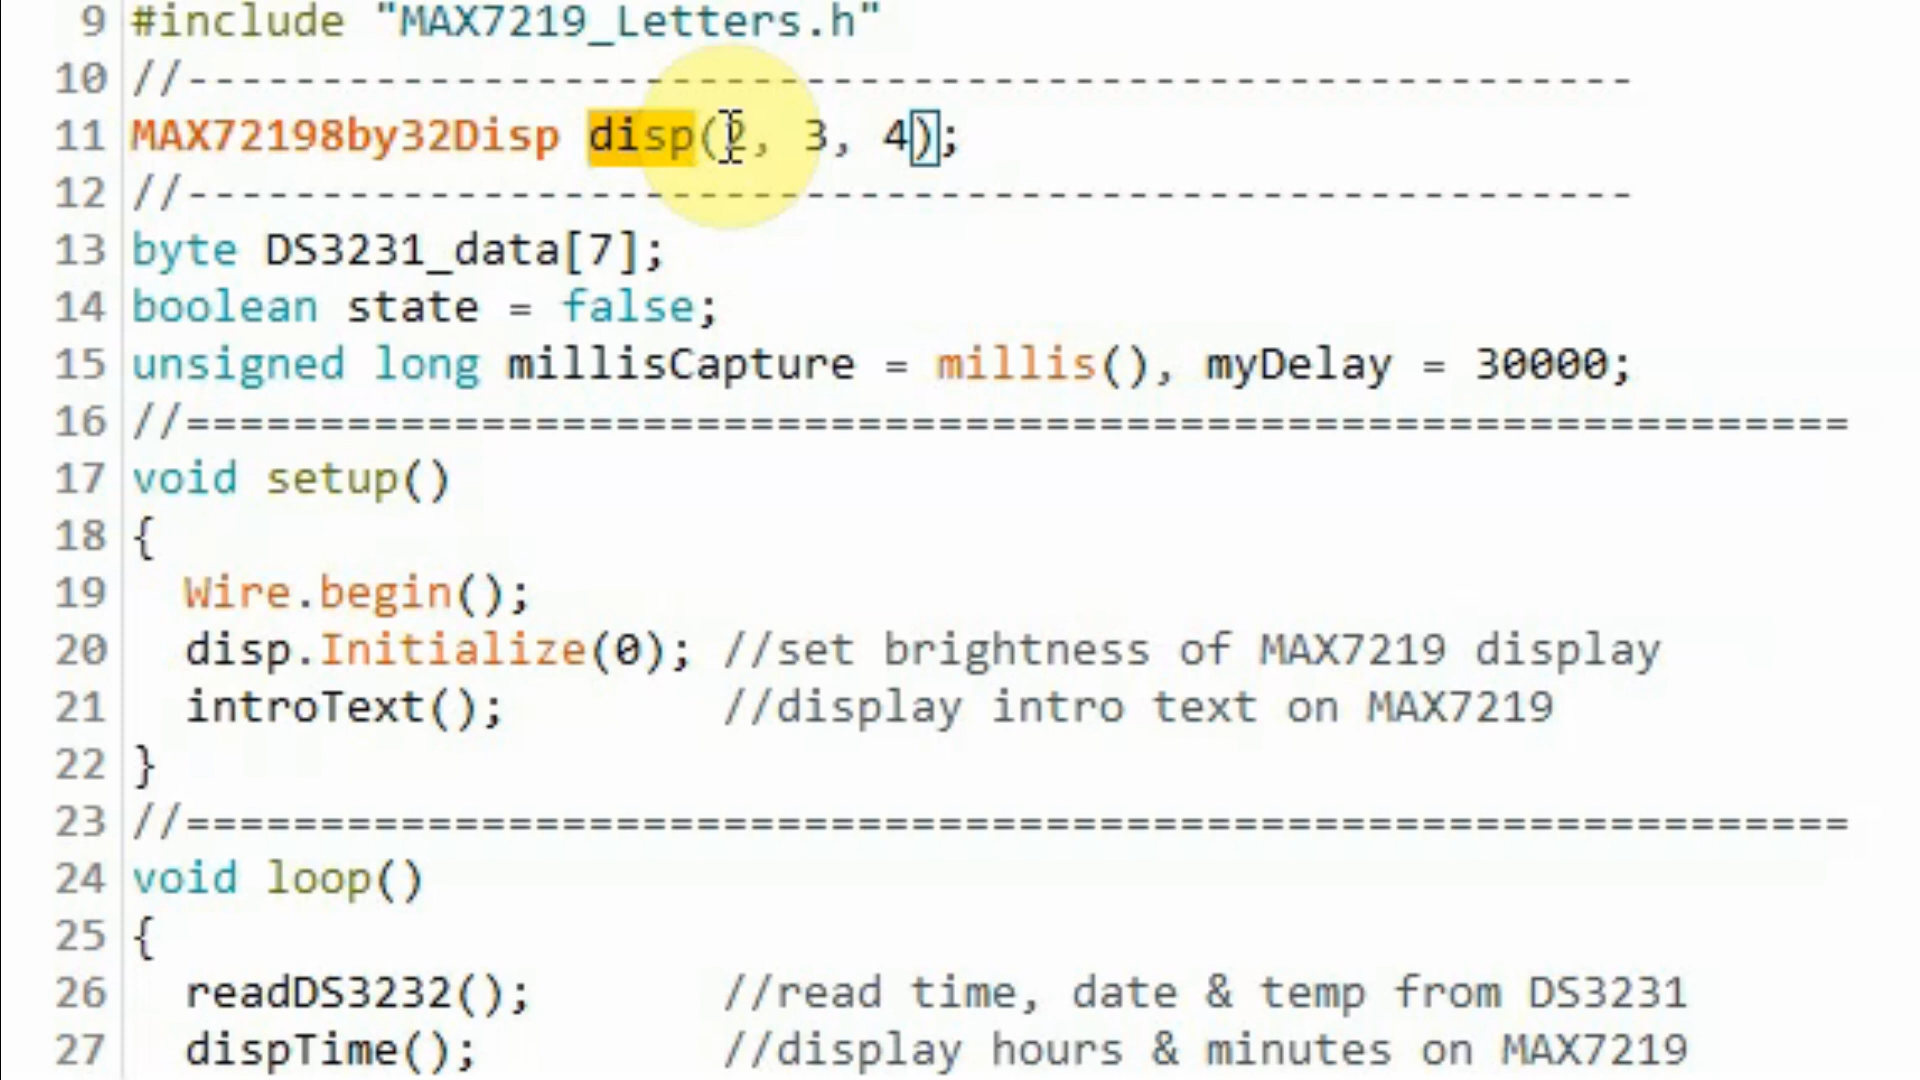 9 #include "MAX7219_Letters.h"
10 //------------------------------------------------------
11 MAX72198by32Disp disp(2, 3, 4);
12 //------------------------------------------------------
13 byte DS3231_data[7];
14 boolean state = false;
15 unsigned long millisCapture = millis(), myDelay = 30000;
16 //==============================================================
17 void setup()
18 {
19   Wire.begin();
20   disp.Initialize(0); //set brightness of MAX7219 display
21   introText();        //display intro text on MAX7219
22 }
23 //==============================================================
24 void loop()
25 {
26   readDS3232();       //read time, date & temp from DS3231
27   dispTime();         //display hours & minutes on MAX7219